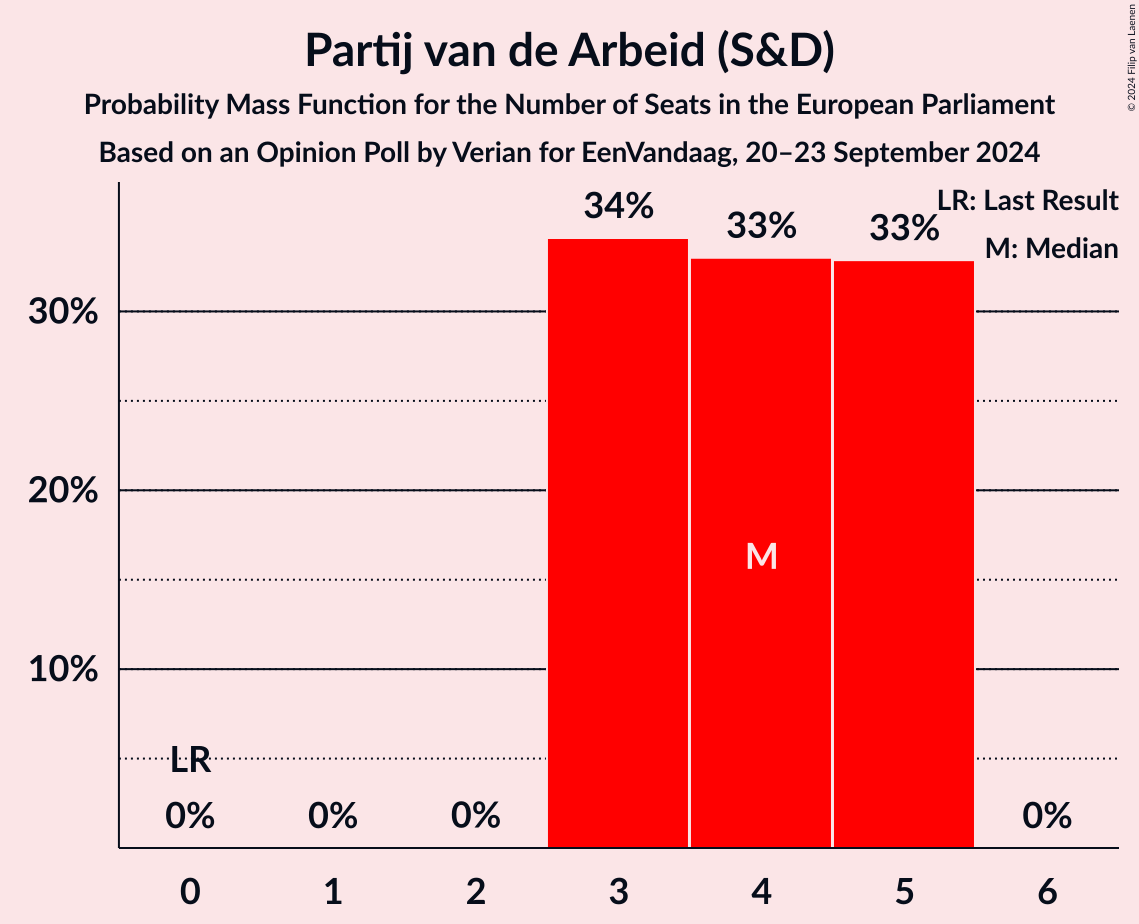 Partij van de Arbeid (S&D)
Probability Mass Function for the Number of Seats in the European Parliament
Based on an Opinion Poll by Verian for EenVandaag, 20–23 September 2024
© 2024 Filip van Laenen
LR: Last Result
M: Median
34%
33%
33%
30%
20%
10%
M
LR
0%
0%
0%
0%
0
1
2
3
4
5
6